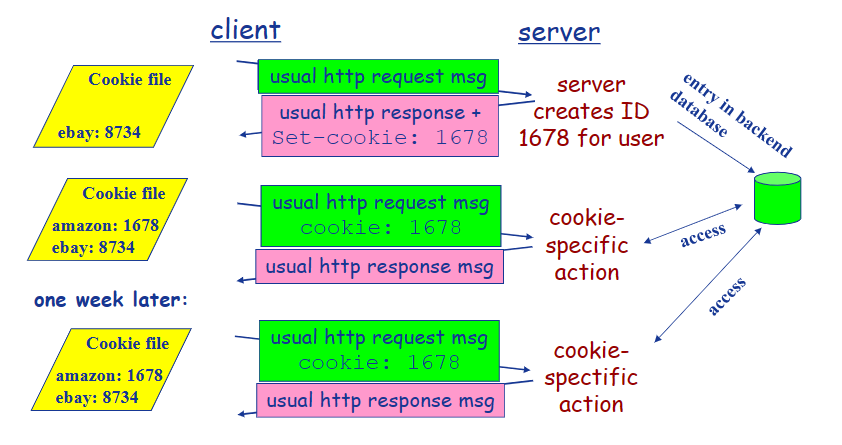 client
server
Cookie file
ebay: 8734
usual http request msg
usual http response +
Set-cookie: 1678
server
creates ID
1678 for user
entry in backend
database
Cookie file
amazon: 1678
ebay: 8734
usual http request msg
cookie: 1678
usual http response msg
cookie-
specific
action
access
access
one week later:
Cookie file
amazon: 1678
ebay: 8734
usual http request msg
cookie: 1678
usual http response msg
cookie-
spectific
action